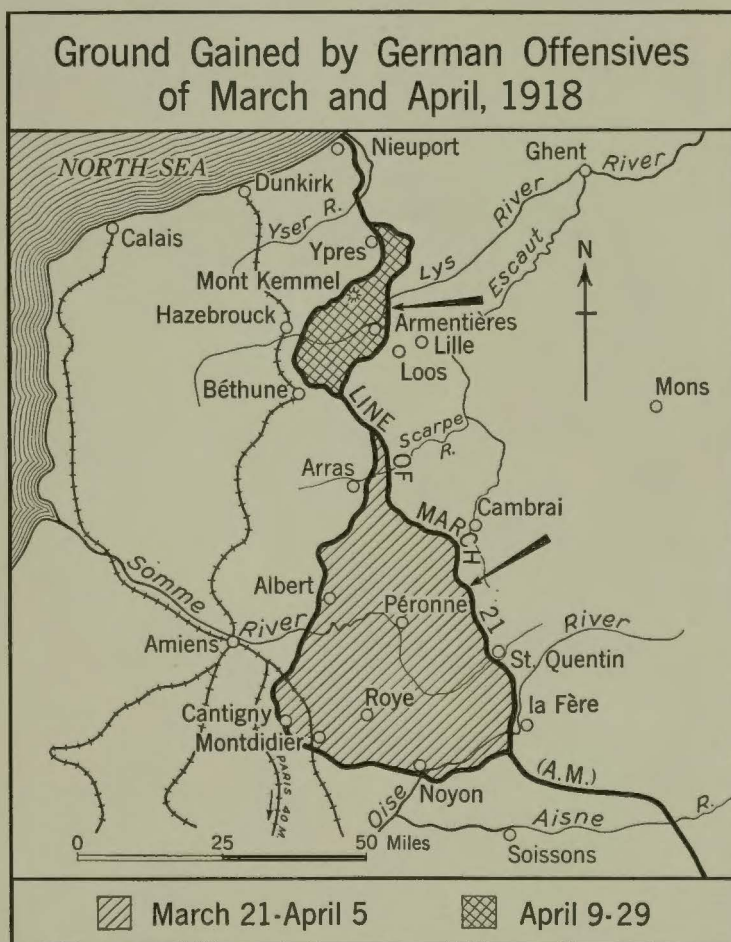 Ground Gained by German Offensives
of March and April, 1918
NORTH SEA
Nieuport
Ghent
River
Dunkirk
River
Calais
Yser R.
Ypres
Lys
Escaut
N
Mont Kemmel
Hazebrouck
Armentières
Lille
Loos
Béthune
Mons
LINE OF MARCH 21
Scarpe
R.
Arras
Cambrai
Somme
Albert
Péronne
River
Amiens
River
St. Quentin
Roye
la Fère
Cantigny
Montdidier
PARIS 40 M.
(A.M.)
Oise
Noyon
Aisne
R.
0 25 50 Miles
Soissons
March 21-April 5
April 9-29